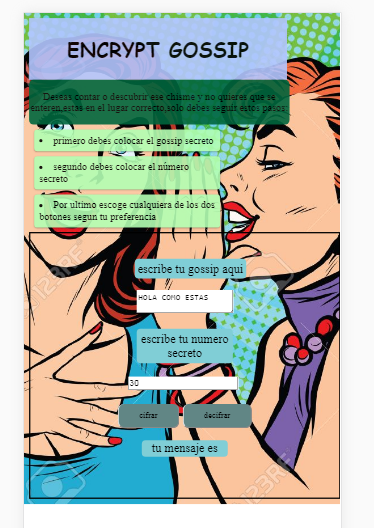 ENCRYPT GOSSIP
Deseas contar o descubrir ese chisme y no quieres que se
enteren,estas en el lugar correcto,solo debes seguir estos pasos:
• primero debes colocar el gossip secreto
• segundo debes colocar el número
secreto
• Por ultimo escoge cualquiera de los dos
botones segun tu preferencia
escribe tu gossip aqui
HOLA COMO ESTAS
escribe tu numero
secreto
30
cifrar decifrar
tu mensaje es
123RF
123RF